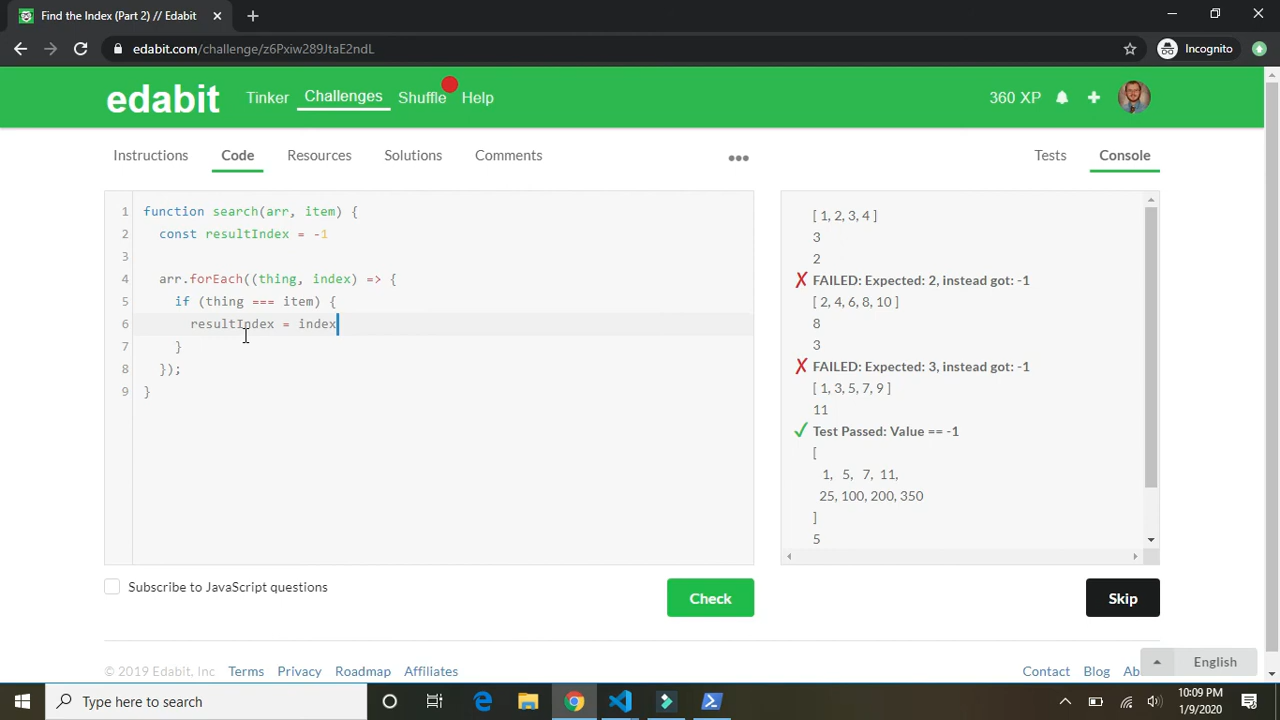 Find the Index (Part 2) // Edabit
edabit.com/challenge/z6Pxiw289JtaE2ndL
Incognito
edabit
Tinker
Challenges
Shuffle
Help
360 XP
Instructions
Code
Resources
Solutions
Comments
•••
Tests
Console
1 function search(arr, item) {
2 const resultIndex = -1
3
4 arr.forEach((thing, index) => {
5 if (thing === item) {
6 resultIndex = index
7 }
8 });
9 }
[ 1, 2, 3, 4 ]
3
2
FAILED: Expected: 2, instead got: -1
[ 2, 4, 6, 8, 10 ]
8
3
FAILED: Expected: 3, instead got: -1
[ 1, 3, 5, 7, 9 ]
11
Test Passed: Value == -1
[
1, 5, 7, 11,
25, 100, 200, 350
]
5
Subscribe to JavaScript questions
Check
Skip
© 2019 Edabit, Inc
Terms
Privacy
Roadmap
Affiliates
Contact
Blog
Ab
English
Type here to search
10:09 PM
1/9/2020